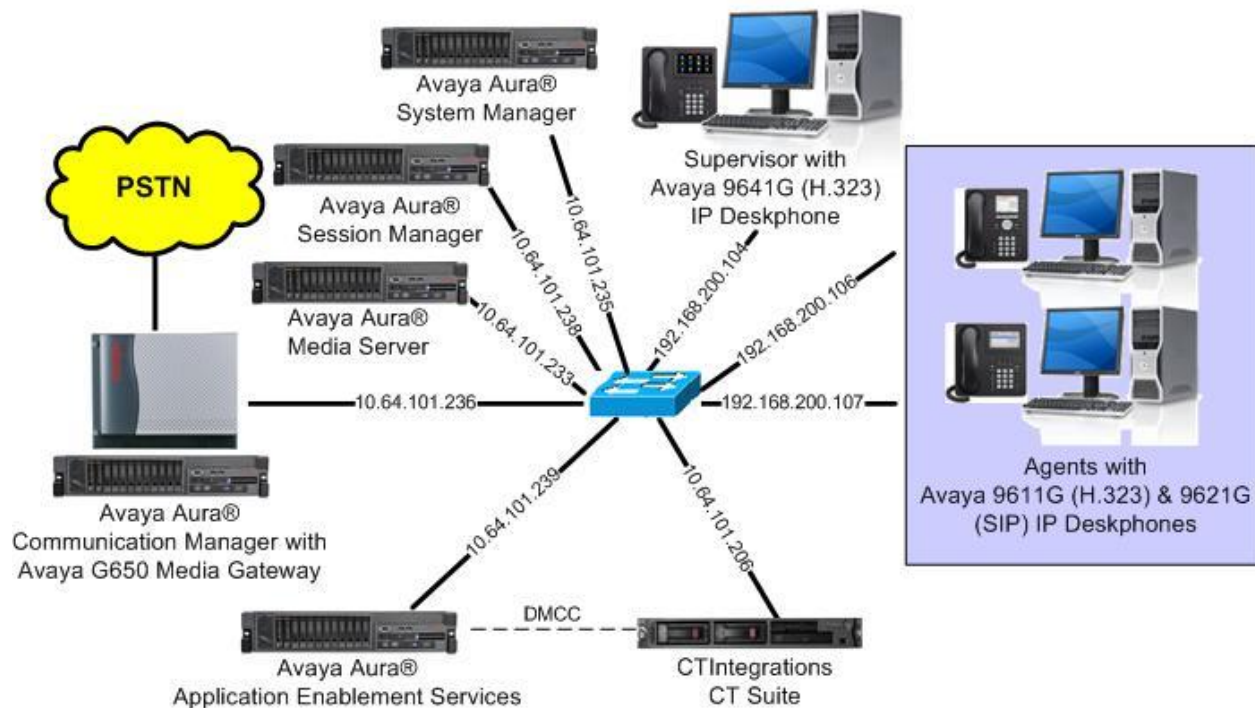 Avaya Aura®
System Manager
PSTN
Avaya Aura®
Session Manager
Avaya Aura®
Media Server
Supervisor with
Avaya 9641G (H.323)
IP Deskphone
10.64.101.235
10.64.101.238
10.64.101.233
192.168.200.104
192.168.200.106
10.64.101.236
192.168.200.107
Agents with
Avaya 9611G (H.323) & 9621G
(SIP) IP Deskphones
Avaya Aura®
Communication Manager with
Avaya G650 Media Gateway
10.64.101.239
10.64.101.206
DMCC
Avaya Aura®
Application Enablement Services
CTIntegrations
CT Suite